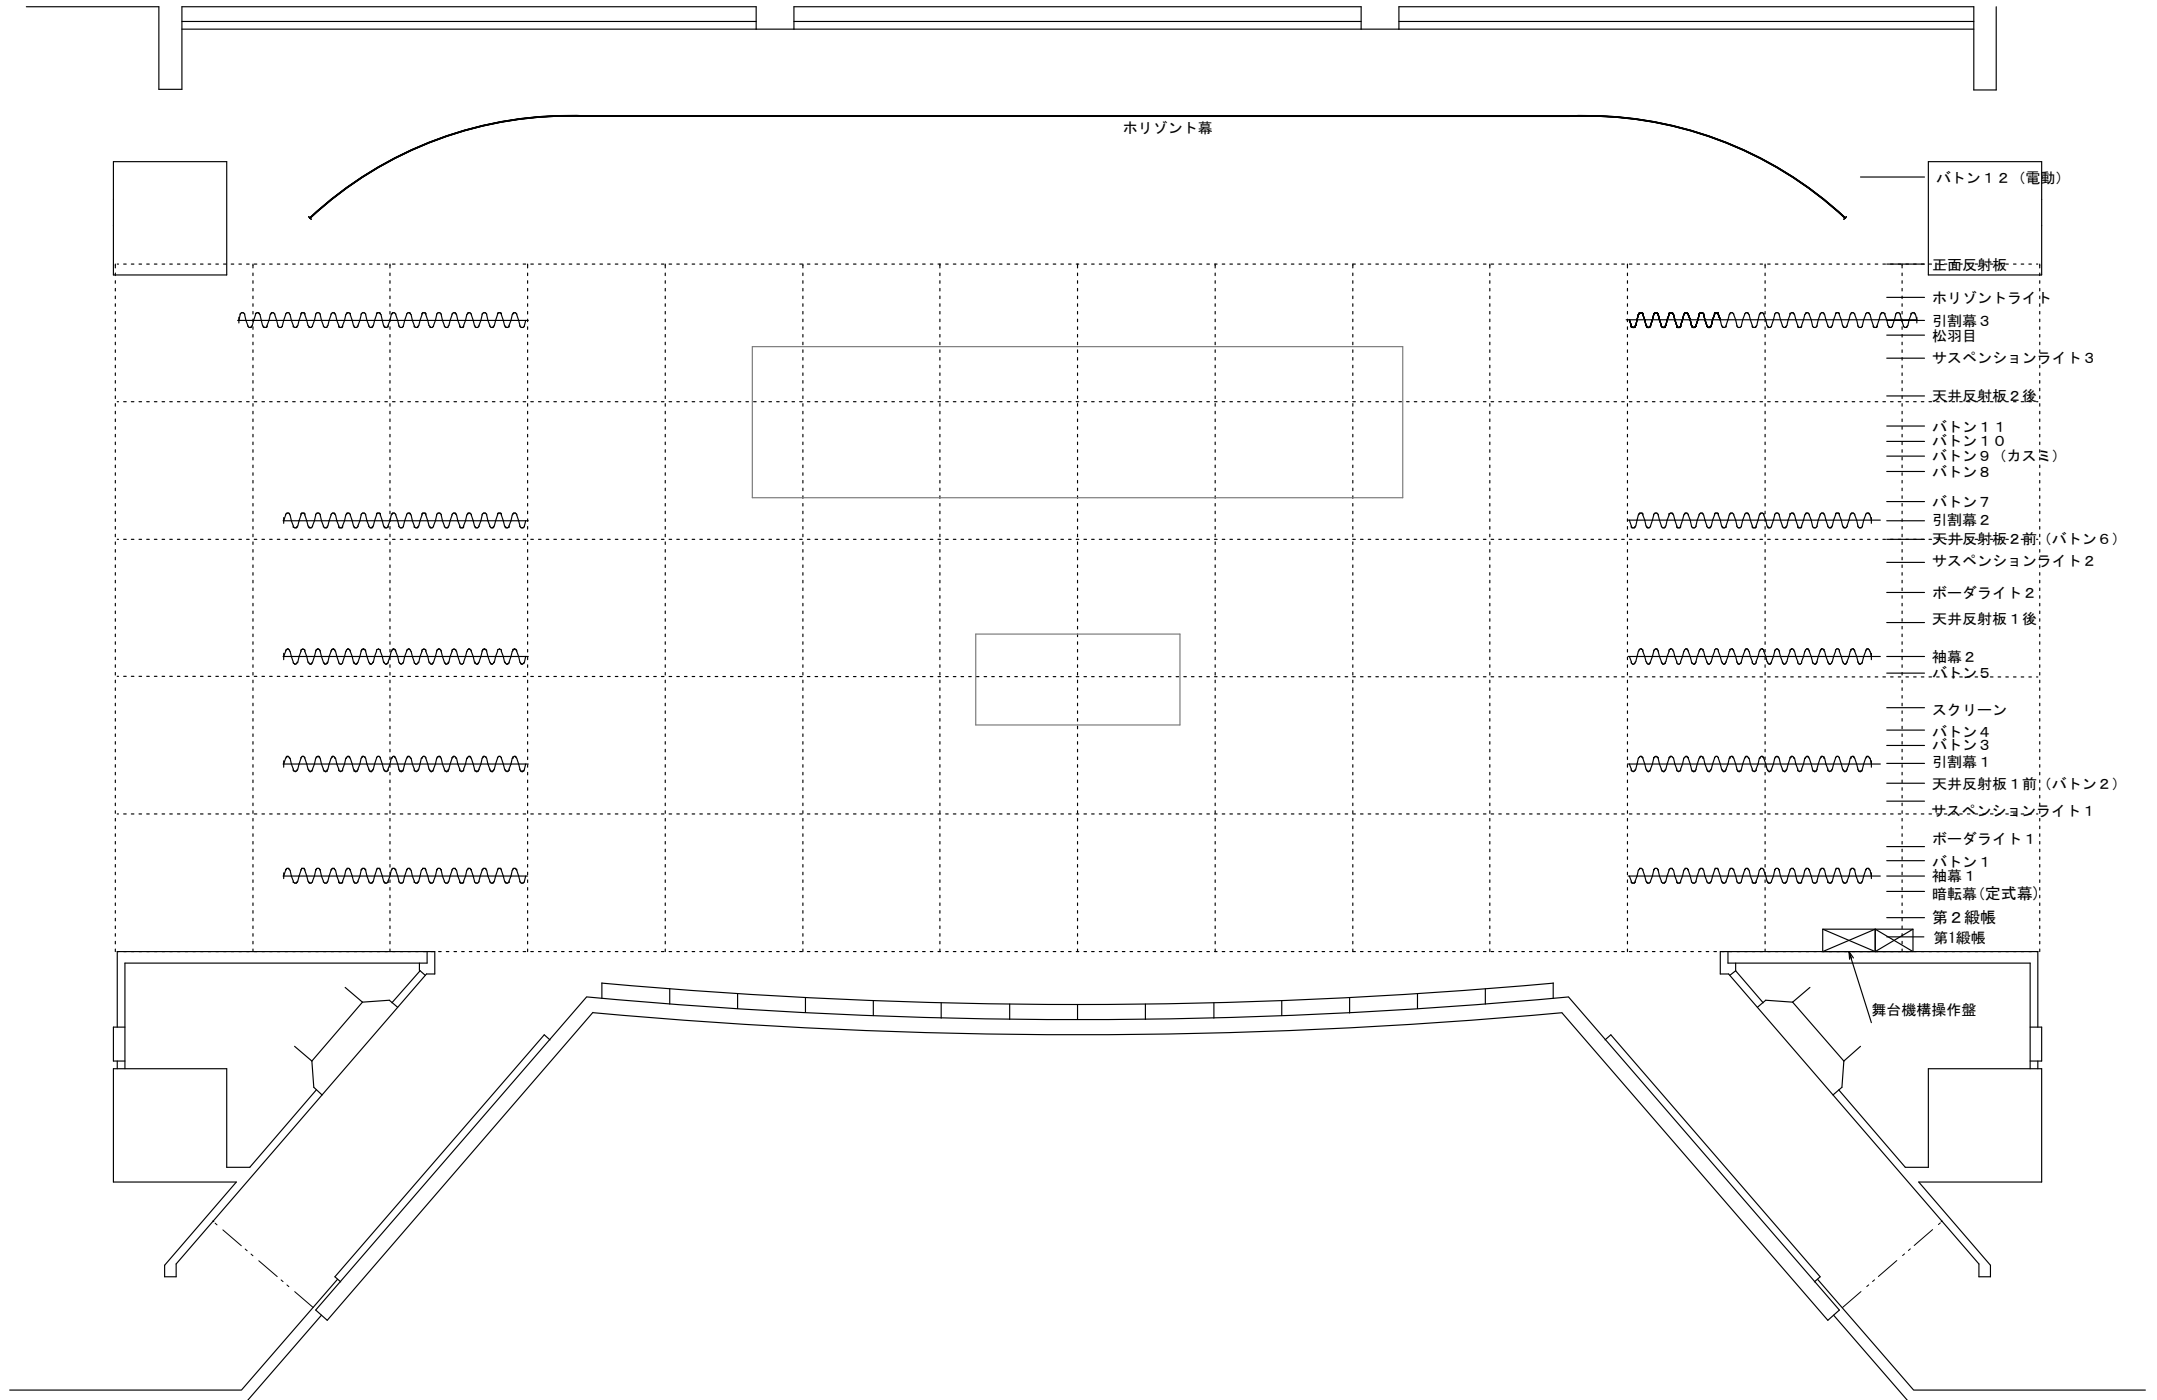 ホリゾント幕
バトン１２（電動）
正面反射板
ホリゾントライト
引割幕３
松羽目
サスペンションライト３
天井反射板２後
バトン１１
バトン１０
バトン９（カスミ）
バトン８
バトン７
引割幕２
天井反射板２前（バトン６）
サスペンションライト２
ボーダライト２
天井反射板１後
袖幕２
バトン５
スクリーン
バトン４
バトン３
引割幕１
天井反射板１前（バトン２）
サスペンションライト１
ボーダライト１
バトン１
袖幕１
暗転幕(定式幕)
第２緞帳
第1緞帳
舞台機構操作盤